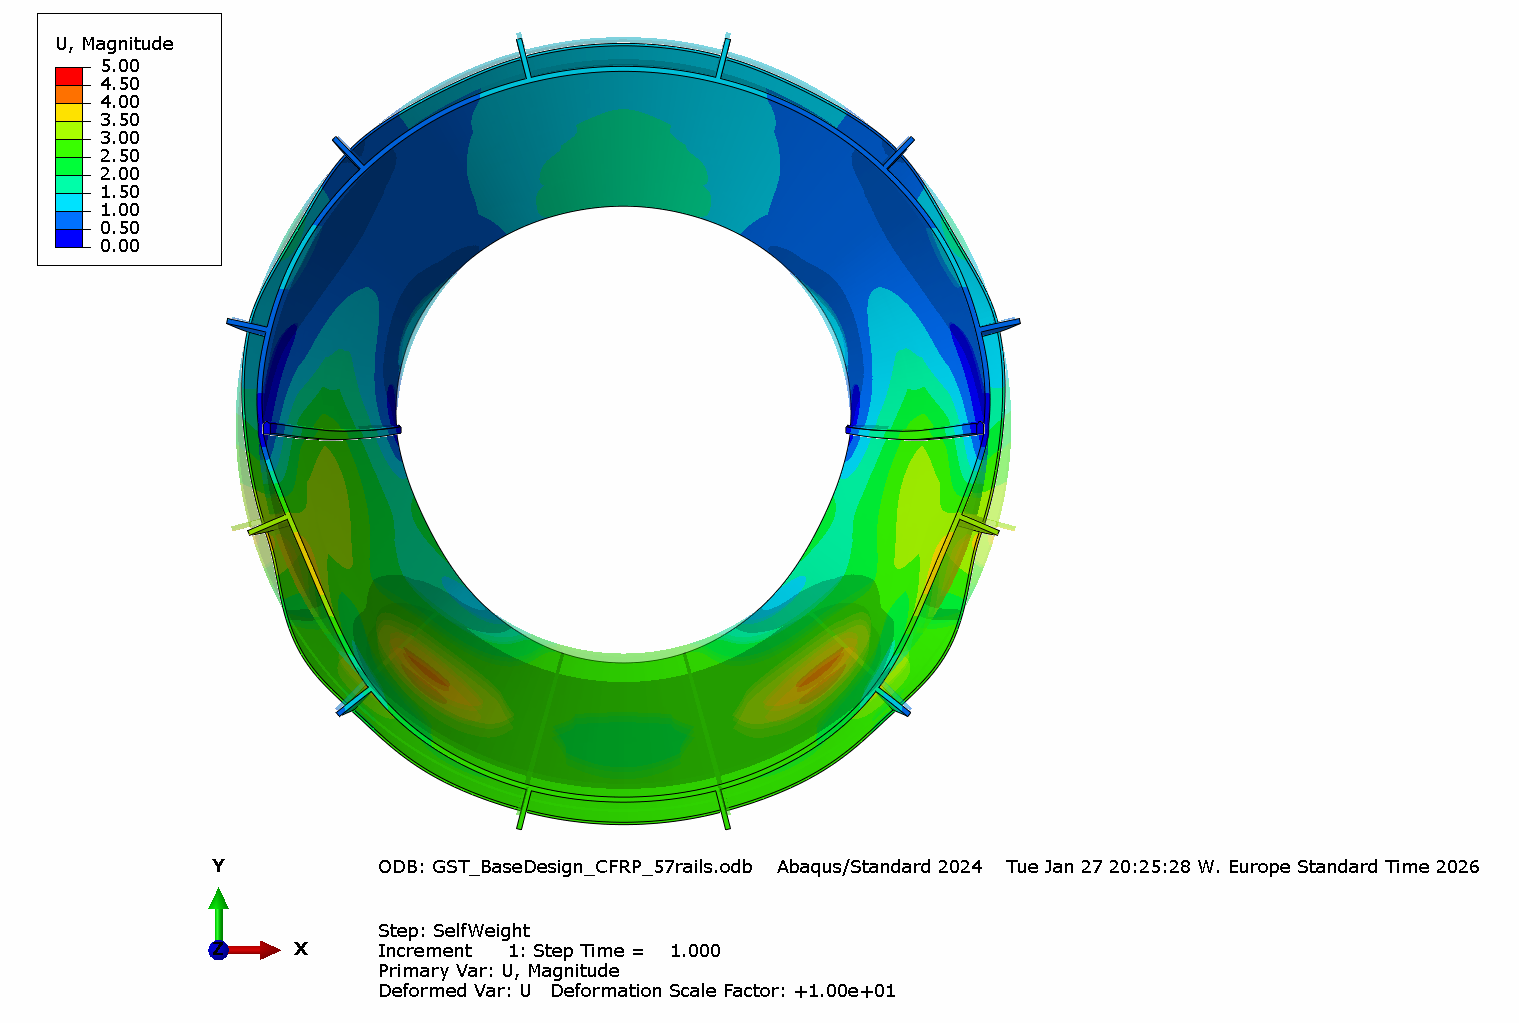 U, Magnitude
5.00
4.50
4.00
3.50
3.00
2.50
2.00
1.50
1.00
0.50
0.00
Y
Z
X
ODB: GST_BaseDesign_CFRP_57rails.odb Abaqus/Standard 2024 Tue Jan 27 20:25:28 W. Europe Standard Time 2026
Step: SelfWeight
Increment 1: Step Time = 1.000
Primary Var: U, Magnitude
Deformed Var: U Deformation Scale Factor: +1.00e+01